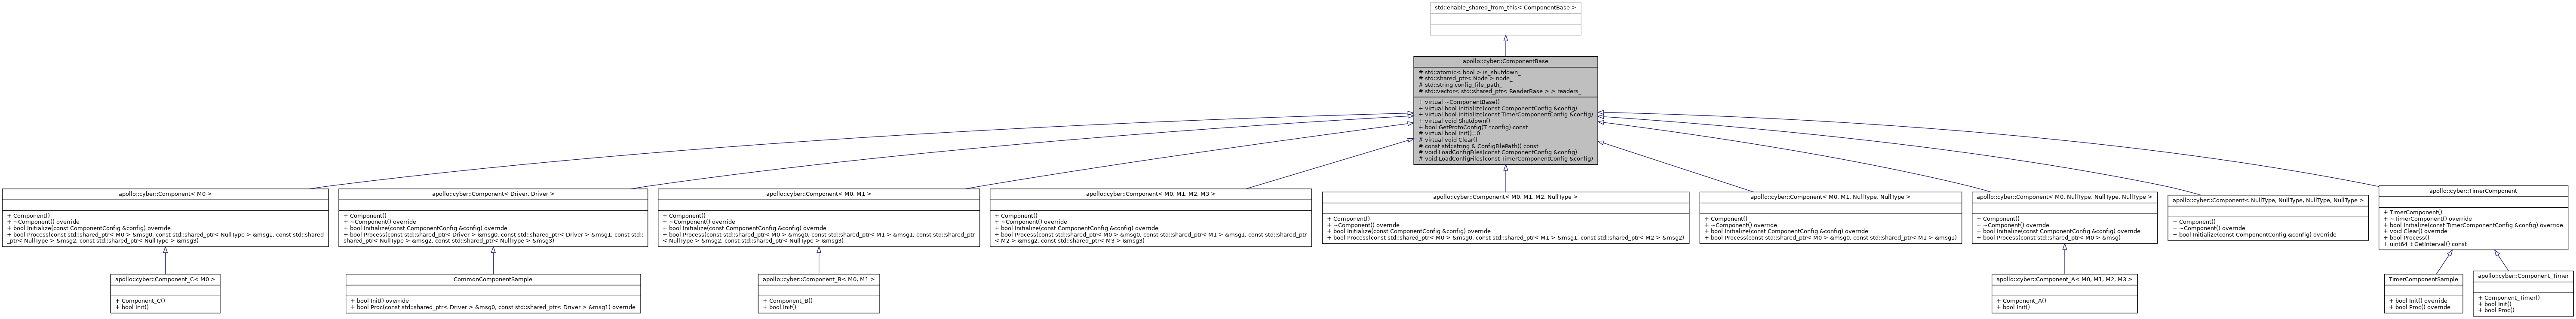 std::enable_shared_from_this< ComponentBase >
apollo::cyber::ComponentBase
# std::atomic< bool > is_shutdown_
# std::shared_ptr< Node > node_
# std::string config_file_path_
# std::vector< std::shared_ptr< ReaderBase > > readers_
+ virtual ~ComponentBase()
+ virtual bool Initialize(const ComponentConfig &config)
+ virtual bool Initialize(const TimerComponentConfig &config)
+ virtual void Shutdown()
+ bool GetProtoConfig(T *config) const
# virtual bool Init()=0
# virtual void Clear()
# const std::string & ConfigFilePath() const
# void LoadConfigFiles(const ComponentConfig &config)
# void LoadConfigFiles(const TimerComponentConfig &config)
apollo::cyber::Component< M0 >
+ Component()
+ ~Component() override
+ bool Initialize(const ComponentConfig &config) override
+ bool Process(const std::shared_ptr< M0 > &msg0, const std::shared_ptr< NullType > &msg1, const std::shared
_ptr< NullType > &msg2, const std::shared_ptr< NullType > &msg3)
apollo::cyber::Component< Driver, Driver >
+ Component()
+ ~Component() override
+ bool Initialize(const ComponentConfig &config) override
+ bool Process(const std::shared_ptr< Driver > &msg0, const std::shared_ptr< Driver > &msg1, const std::
shared_ptr< NullType > &msg2, const std::shared_ptr< NullType > &msg3)
apollo::cyber::Component< M0, M1 >
+ Component()
+ ~Component() override
+ bool Initialize(const ComponentConfig &config) override
+ bool Process(const std::shared_ptr< M0 > &msg0, const std::shared_ptr< M1 > &msg1, const std::shared_ptr
< NullType > &msg2, const std::shared_ptr< NullType > &msg3)
apollo::cyber::Component< M0, M1, M2, M3 >
+ Component()
+ ~Component() override
+ bool Initialize(const ComponentConfig &config) override
+ bool Process(const std::shared_ptr< M0 > &msg0, const std::shared_ptr< M1 > &msg1, const std::shared_ptr
< M2 > &msg2, const std::shared_ptr< M3 > &msg3)
apollo::cyber::Component< M0, M1, M2, NullType >
+ Component()
+ ~Component() override
+ bool Initialize(const ComponentConfig &config) override
+ bool Process(const std::shared_ptr< M0 > &msg0, const std::shared_ptr< M1 > &msg1, const std::shared_ptr< M2 > &msg2)
apollo::cyber::Component< M0, M1, NullType, NullType >
+ Component()
+ ~Component() override
+ bool Initialize(const ComponentConfig &config) override
+ bool Process(const std::shared_ptr< M0 > &msg0, const std::shared_ptr< M1 > &msg1)
apollo::cyber::Component< M0, NullType, NullType, NullType >
+ Component()
+ ~Component() override
+ bool Initialize(const ComponentConfig &config) override
+ bool Process(const std::shared_ptr< M0 > &msg)
apollo::cyber::Component< NullType, NullType, NullType, NullType >
+ Component()
+ ~Component() override
+ bool Initialize(const ComponentConfig &config) override
apollo::cyber::TimerComponent
+ TimerComponent()
+ ~TimerComponent() override
+ bool Initialize(const TimerComponentConfig &config) override
+ void Clear() override
+ bool Process()
+ uint64_t GetInterval() const
apollo::cyber::Component_C< M0 >
+ Component_C()
+ bool Init()
CommonComponentSample
+ bool Init() override
+ bool Proc(const std::shared_ptr< Driver > &msg0, const std::shared_ptr< Driver > &msg1) override
apollo::cyber::Component_B< M0, M1 >
+ Component_B()
+ bool Init()
apollo::cyber::Component_A< M0, M1, M2, M3 >
+ Component_A()
+ bool Init()
TimerComponentSample
+ bool Init() override
+ bool Proc() override
apollo::cyber::Component_Timer
+ Component_Timer()
+ bool Init()
+ bool Proc()